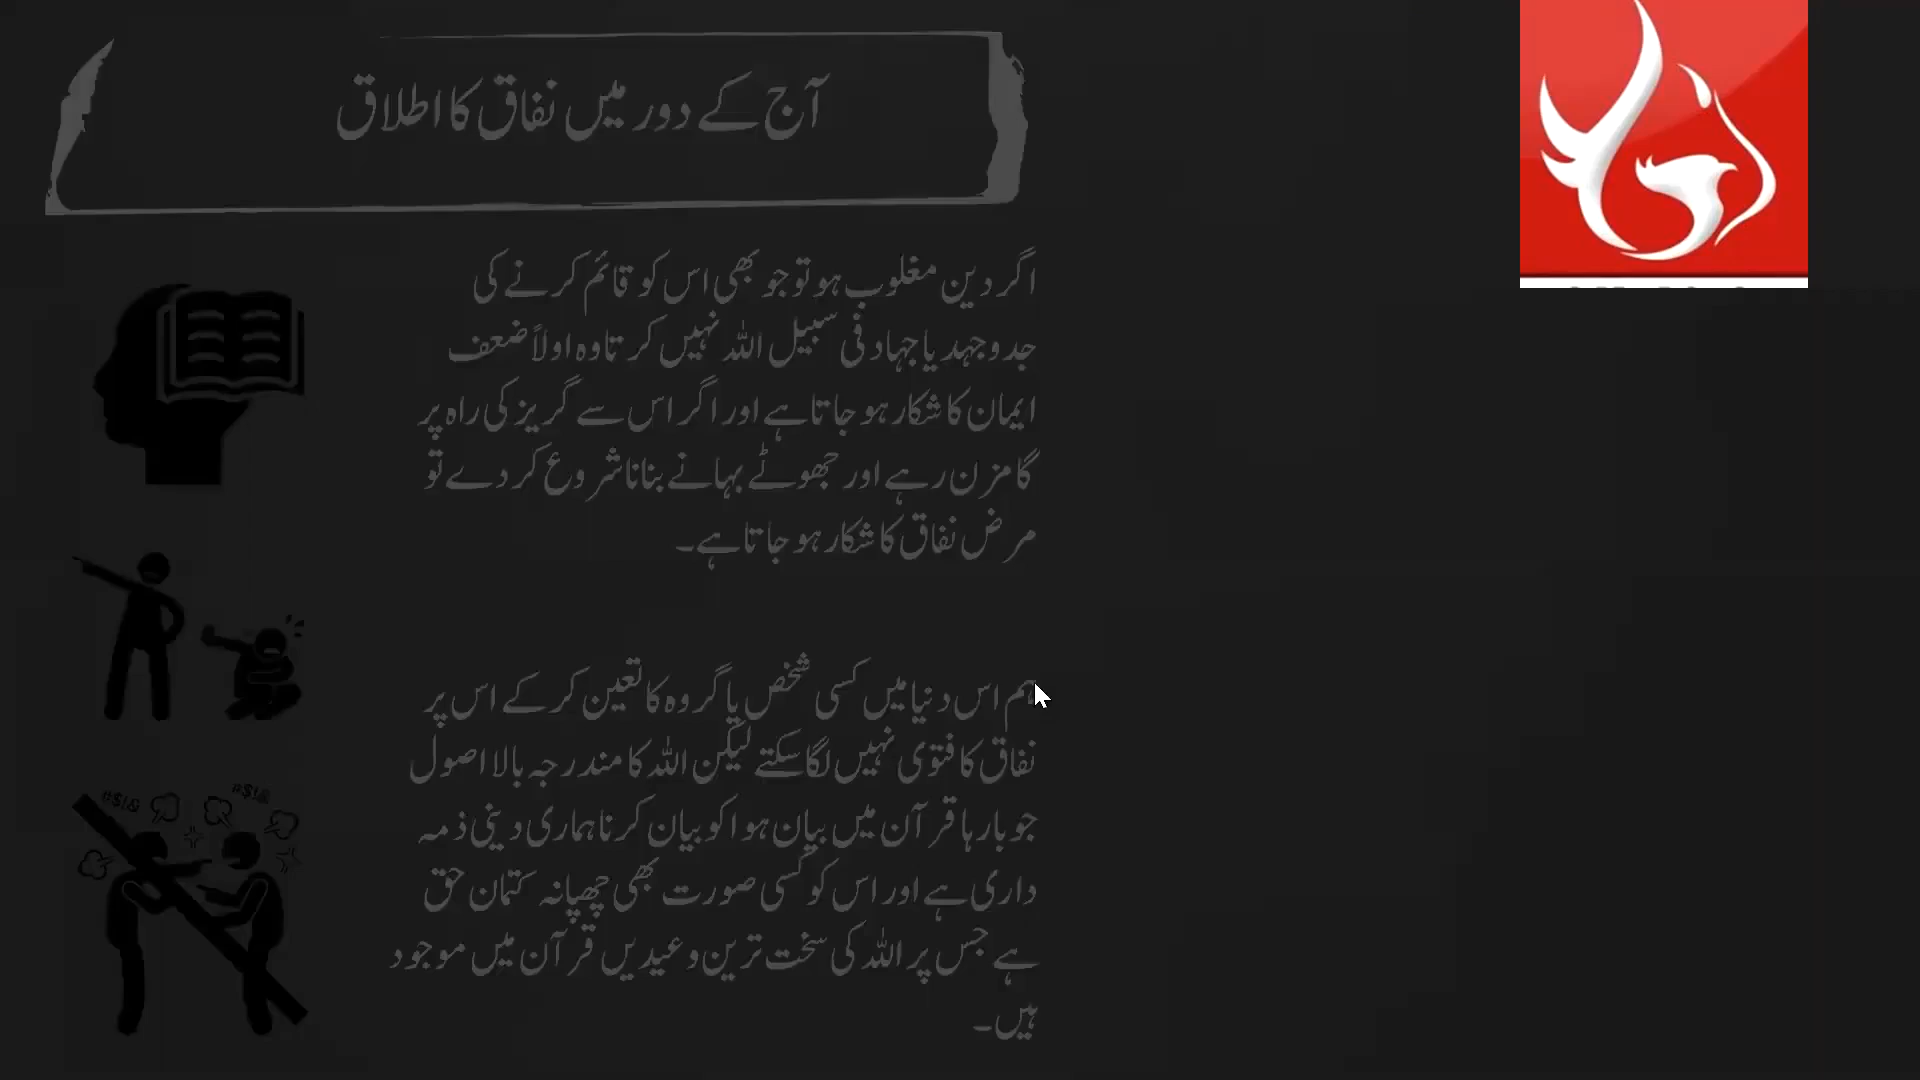 آج کے دور میں نفاق کا اطلاق
اگر دین مغلوب ہو تو جو بھی اس کو قائم کرنے کی
جدوجہد یا جہاد فی سبیل اللہ نہیں کرتا وہ اولاً ضعف
ایمان کا شکار ہو جاتا ہے اور اگر اس سے گریز کی راہ پر
گامزن رہے اور جھوٹے بہانے بنانا شروع کر دے تو
مرض نفاق کا شکار ہو جاتا ہے۔
ہم اس دنیا میں کسی شخص یا گروہ کا تعین کر کے اس پر
نفاق کا فتوی نہیں لگا سکتے لیکن اللہ کا مندرجہ بالا اصول
جو بارہا قرآن میں بیان ہوا کو بیان کرنا ہماری دینی ذمہ
داری ہے اور اس کو کسی صورت بھی چھپانہ کتمان حق
ہے جس پر اللہ کی سخت ترین وعیدیں قرآن میں موجود
ہیں۔
#$!&
#$!&